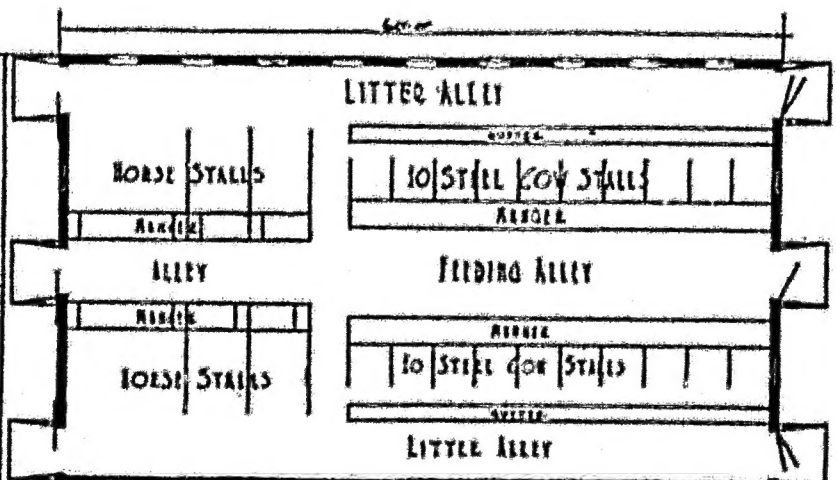 LITTER ALLEY
GUTTER
HORSE STALLS
10 STEEL COW STALLS
MANGER
MANGER
ALLEY
FEEDING ALLEY
MANGER
MANGER
HORSE STALLS
10 STEEL COW STALLS
GUTTER
LITTER ALLEY